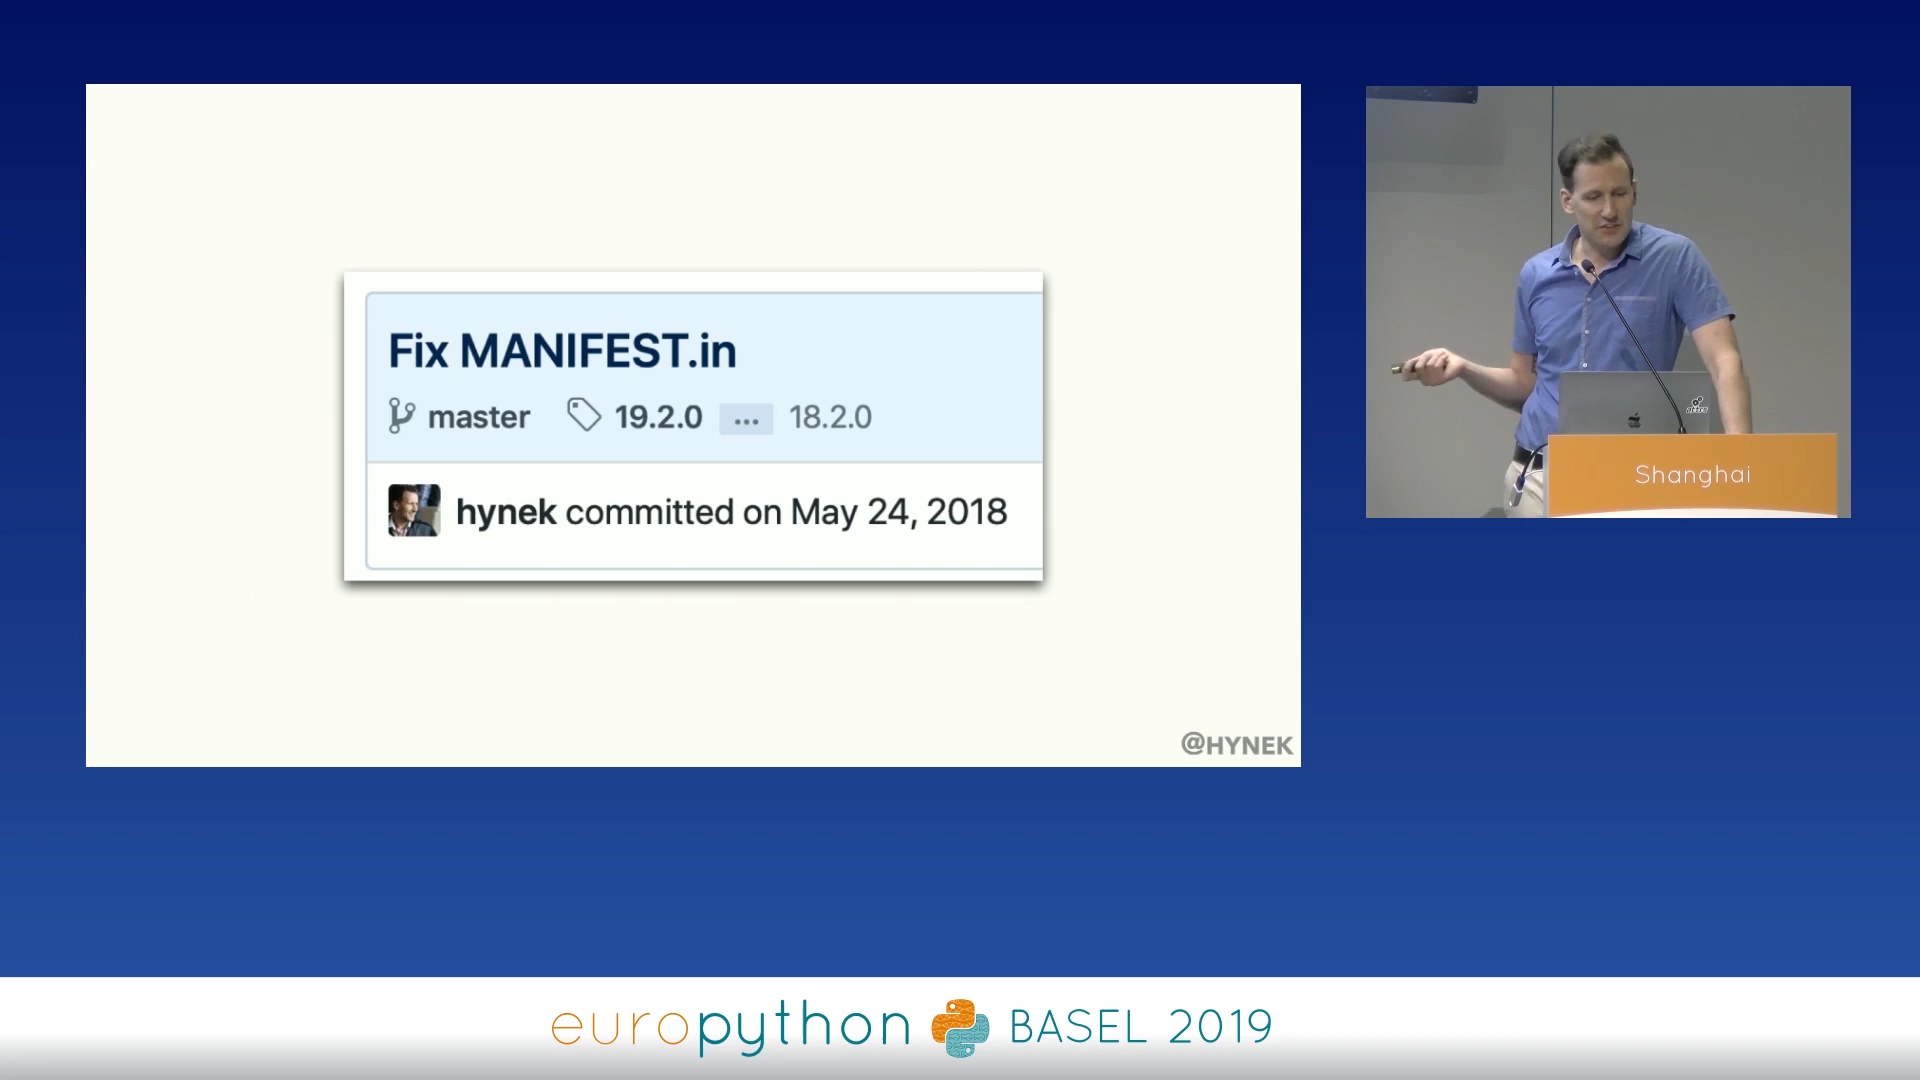 Fix MANIFEST.in
master 19.2.0 ... 18.2.0
hynek committed on May 24, 2018
@HYNEK
Shanghai
europython BASEL 2019